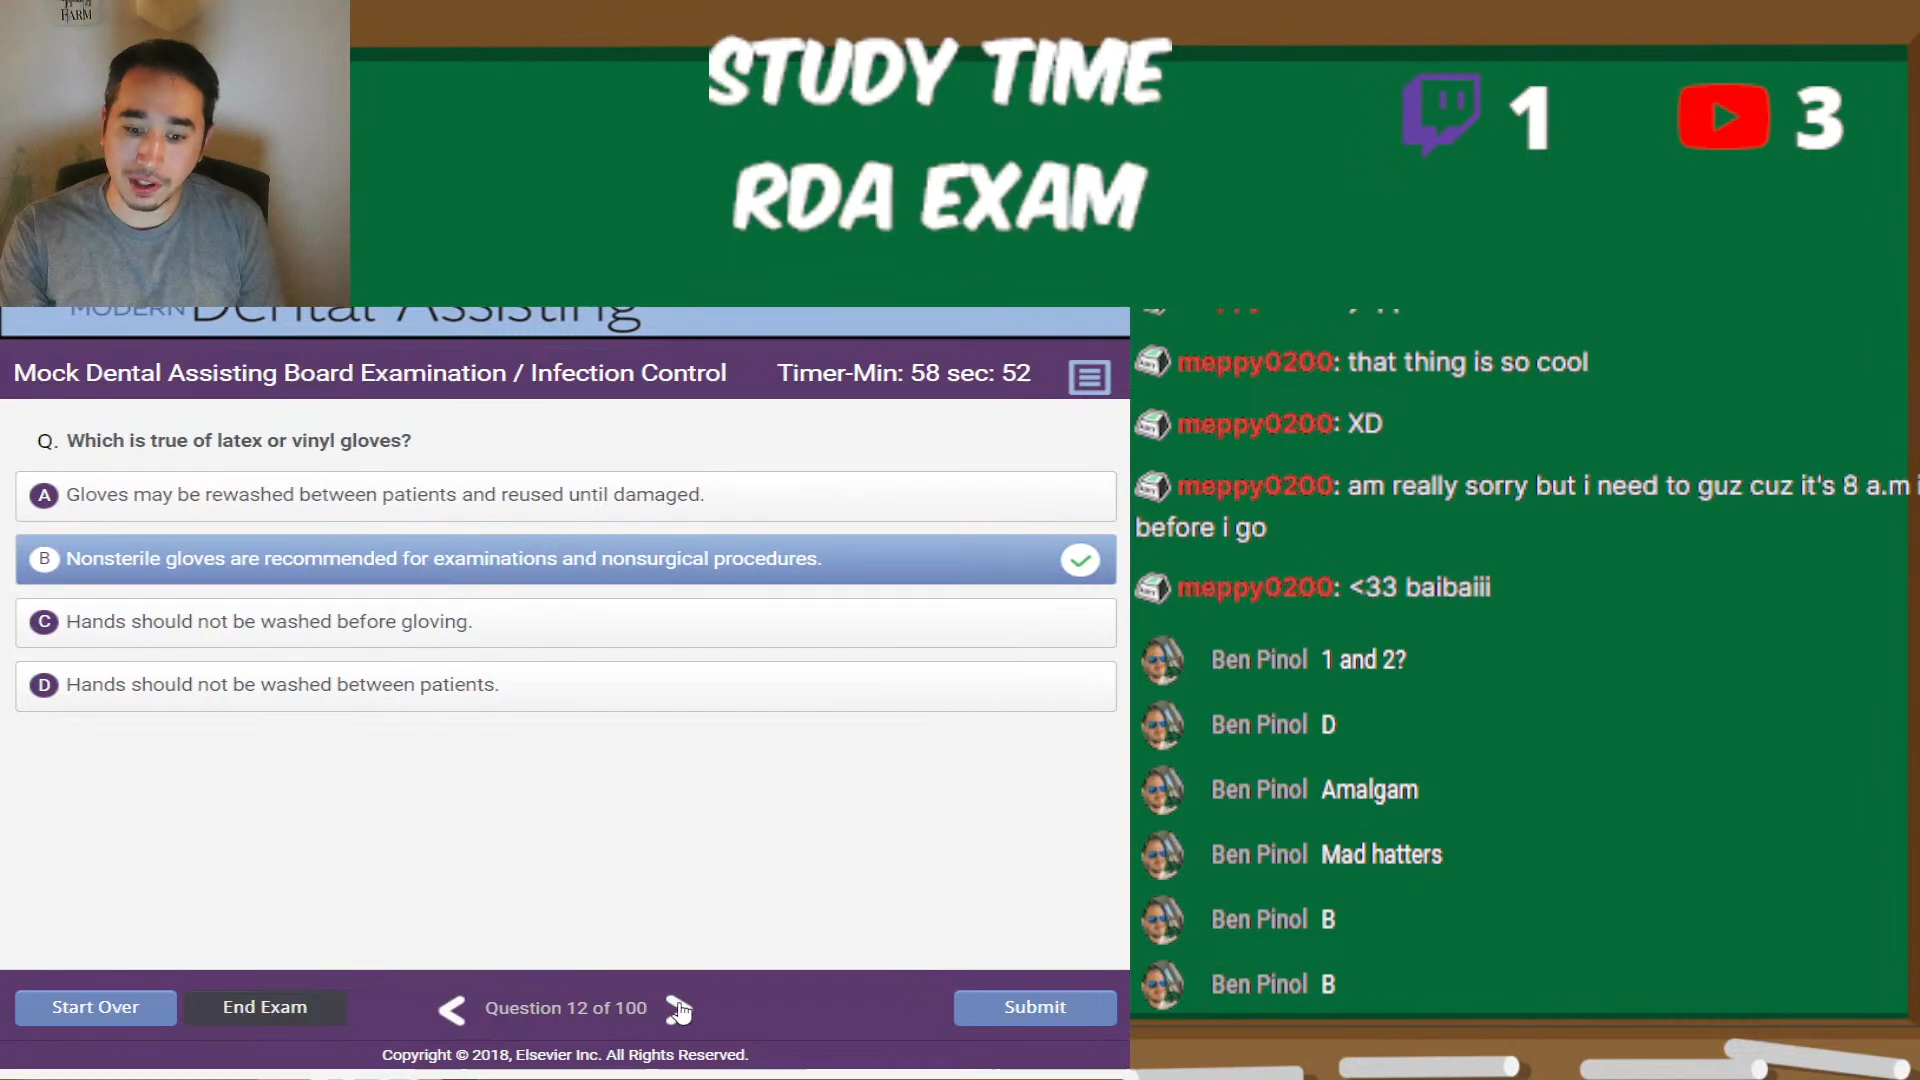 FARM
STUDY TIME
RDA EXAM
1
3
MODERN Dental Assisting
Mock Dental Assisting Board Examination / Infection Control
Timer-Min: 58 sec: 52
Q. Which is true of latex or vinyl gloves?
A Gloves may be rewashed between patients and reused until damaged.
B Nonsterile gloves are recommended for examinations and nonsurgical procedures.
C Hands should not be washed before gloving.
D Hands should not be washed between patients.
Start Over
End Exam
Question 12 of 100
Submit
Copyright © 2018, Elsevier Inc. All Rights Reserved.
meppy0200: that thing is so cool
meppy0200: XD
meppy0200: am really sorry but i need to guz cuz it's 8 a.m i
before i go
meppy0200: <33 baibaiii
Ben Pinol 1 and 2?
Ben Pinol D
Ben Pinol Amalgam
Ben Pinol Mad hatters
Ben Pinol B
Ben Pinol B